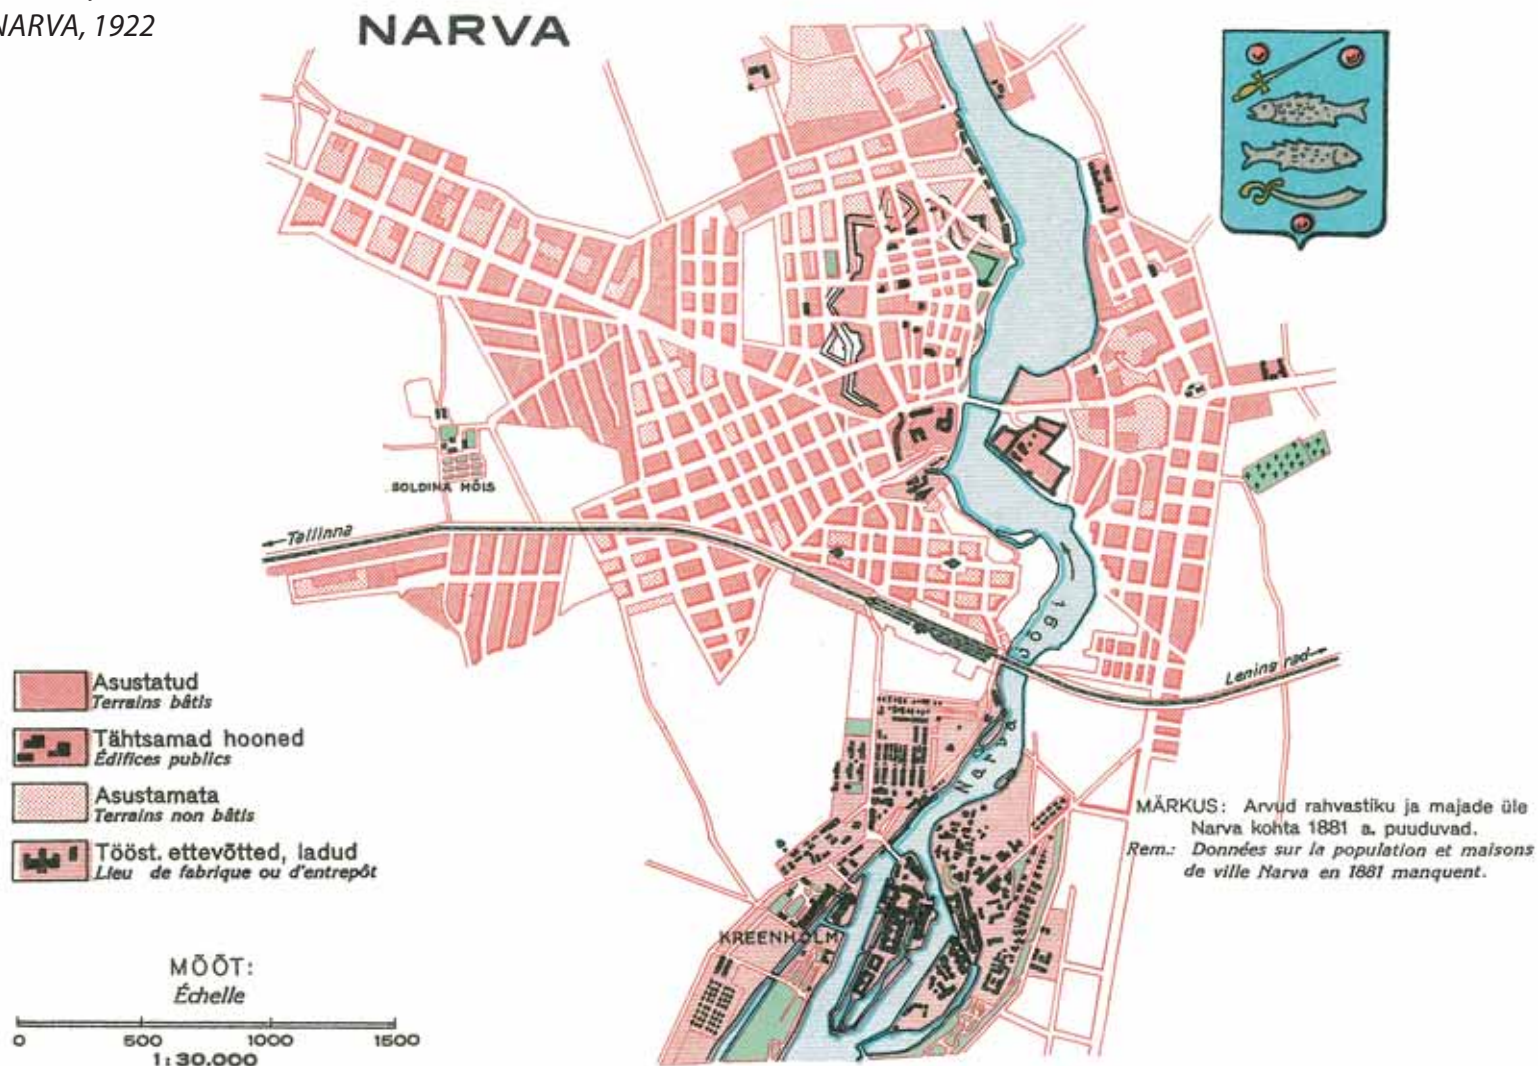 NARVA, 1922
NARVA
SOLDINA MÕIS
Tallinna
Narva jõgi
Leningrad
KREENHOLM
Asustatud
Terrains bâtis
Tähtsamad hooned
Édifices publics
Asustamata
Terrains non bâtis
Tööst. ettevõtted, ladud
Lieu de fabrique ou d'entrepôt
MÄRKUS: Arvud rahvastiku ja majade üle
Narva kohta 1881 a. puuduvad.
Rem.: Données sur la population et maisons
de ville Narva en 1881 manquent.
MÕÕT:
Échelle
0 500 1000 1500
1:30.000